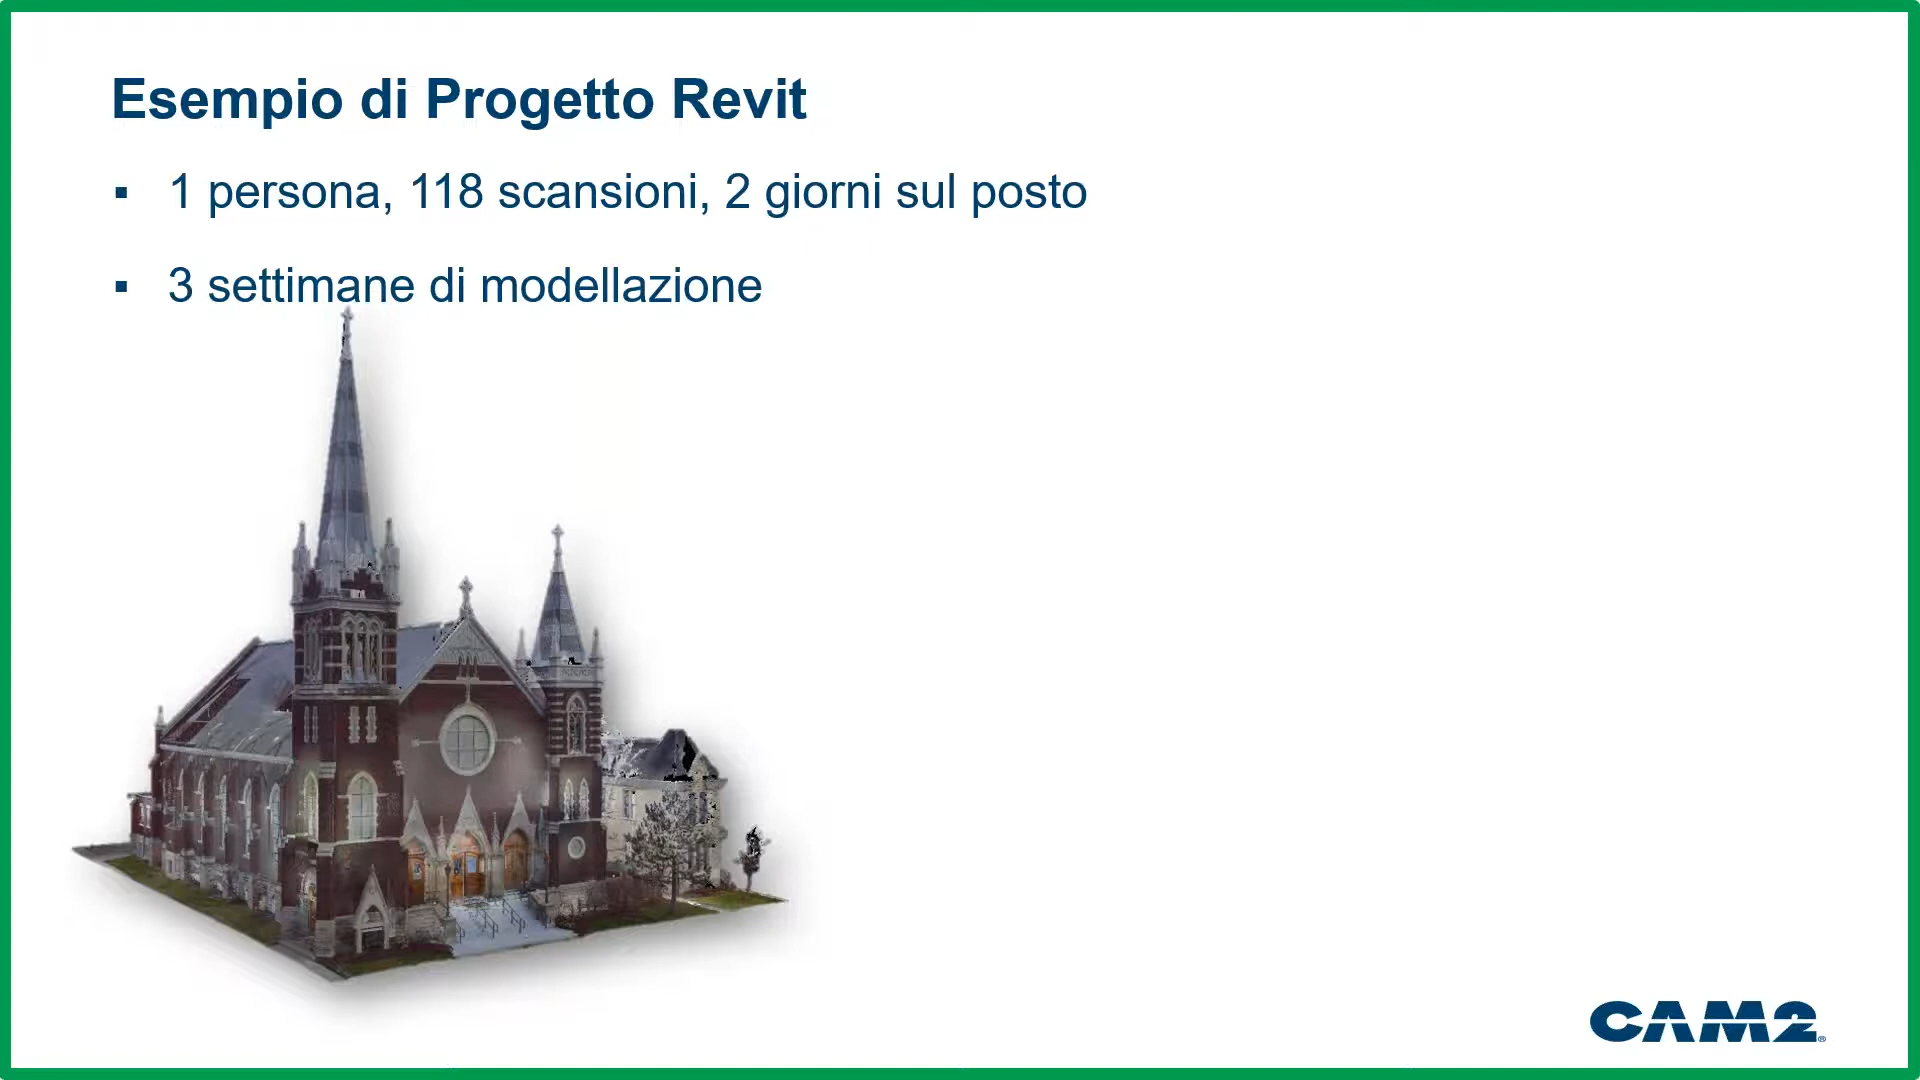 Esempio di Progetto Revit
▪ 1 persona, 118 scansioni, 2 giorni sul posto
▪ 3 settimane di modellazione
CAM2®